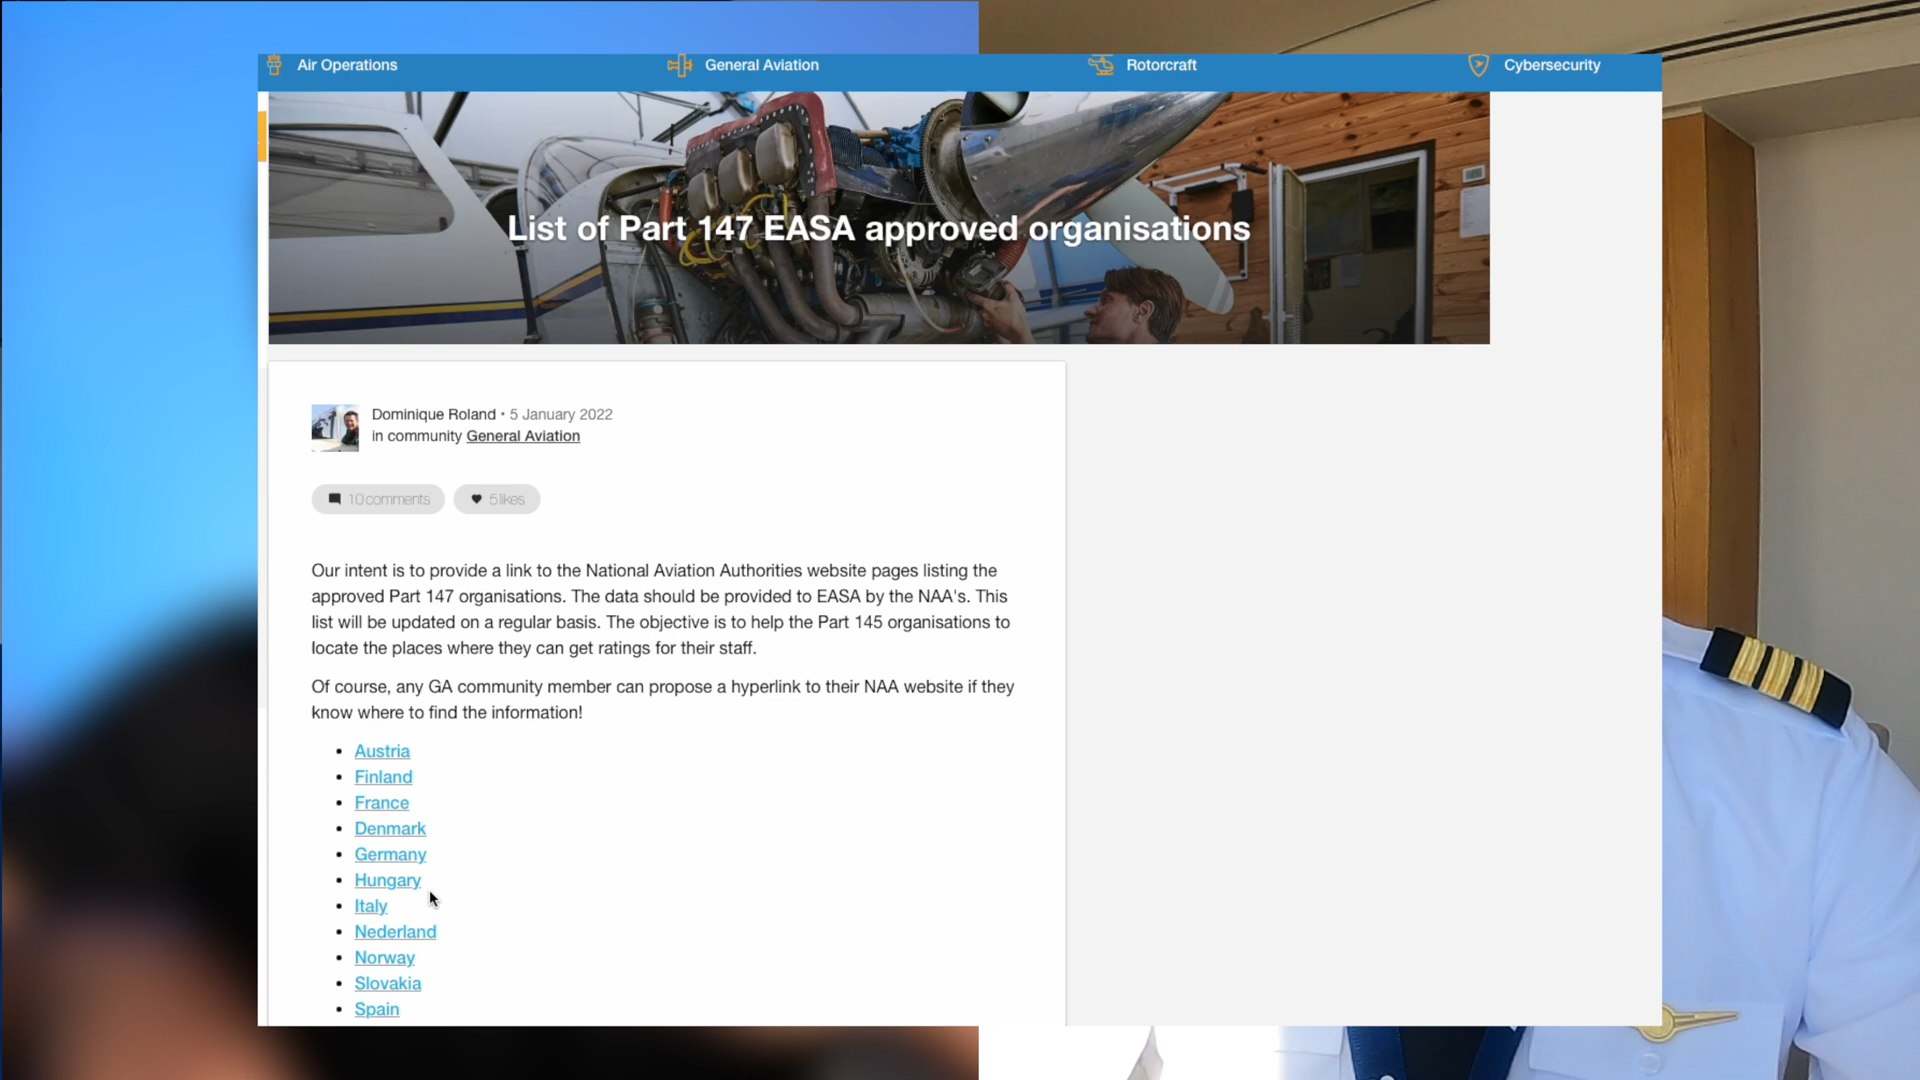 Air Operations
General Aviation
Rotorcraft
Cybersecurity
List of Part 147 EASA approved organisations
Dominique Roland • 5 January 2022
in community General Aviation
10 comments
5 likes
Our intent is to provide a link to the National Aviation Authorities website pages listing the
approved Part 147 organisations. The data should be provided to EASA by the NAA's. This
list will be updated on a regular basis. The objective is to help the Part 145 organisations to
locate the places where they can get ratings for their staff.
Of course, any GA community member can propose a hyperlink to their NAA website if they
know where to find the information!
• Austria
• Finland
• France
• Denmark
• Germany
• Hungary
• Italy
• Nederland
• Norway
• Slovakia
• Spain